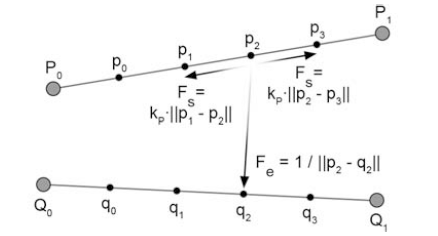 P₁
p₃
p₂
p₁
P₀
p₀
Fₛ =
kₚ·||p₁ - p₂||
Fₛ =
kₚ·||p₂ - p₃||
Fₑ = 1 / ||p₂ - q₂||
Q₀
q₀
q₁
q₂
q₃
Q₁